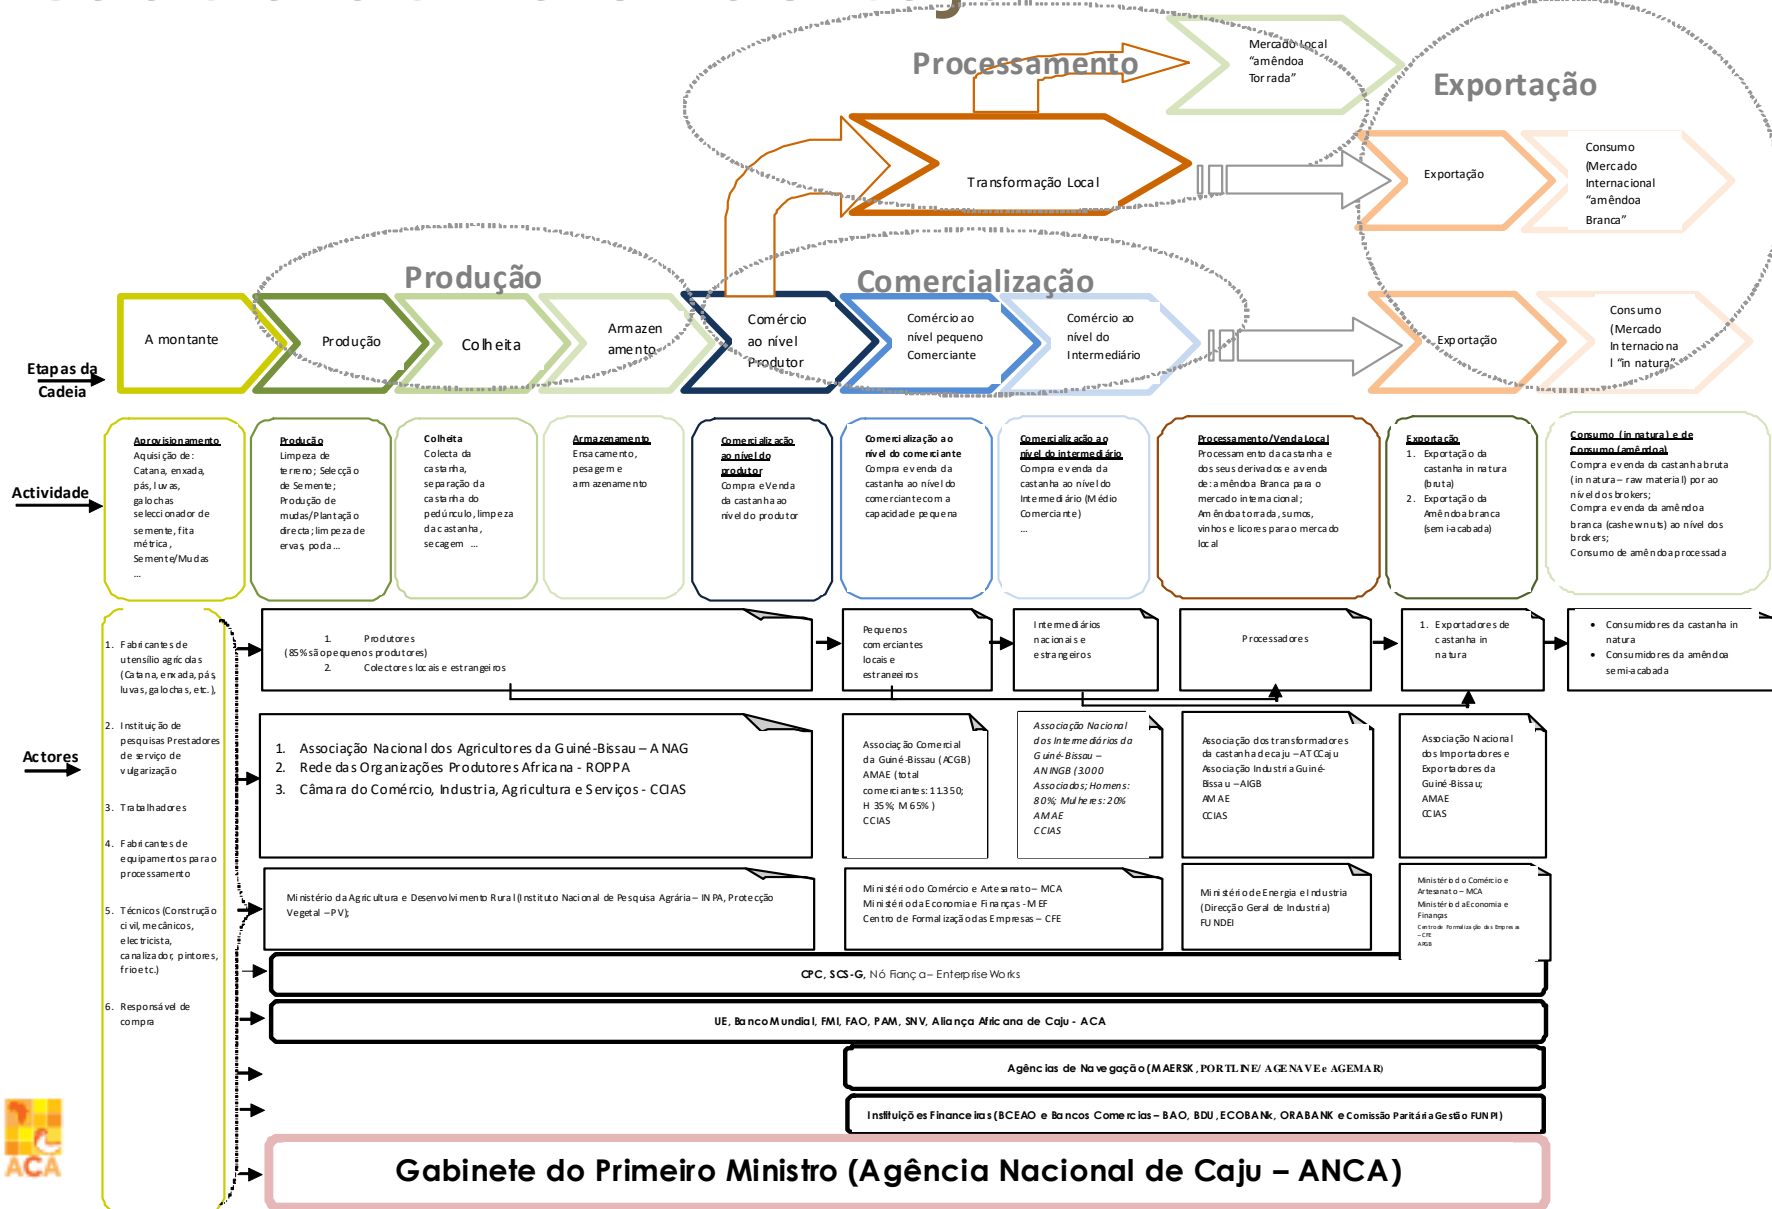 Processamento
Mercado Local
“amêndoa
Torrada”
Exportação
Transformação Local
Exportação
Consumo
(Mercado
Internacional
“amêndoa
Branca”
Produção
Comercialização
Etapas da
Cadeia
A montante
Produção
Colheita
Armazen
amento
Comércio
ao nível
Produtor
Comércio ao
nível pequeno
Comerciante
Comércio ao
nível do
Intermediário
Exportação
Consumo
(Mercado
Internaciona
l “in natura”
Actividade
Aprovisionamento
Aquisição de:
Catana, enxada,
pás, luvas,
galochas
seleccionador de
semente, fita
métrica,
Semente/Mudas
...
Produção
Limpeza de
terreno; Selecção
de Semente;
Produção de
mudas/Plantação
directa; limpeza de
ervas, poda ...
Colheita
Colecta da
castanha,
separação da
castanha do
pedúnculo, limpeza
da castanha,
secagem ...
Armazenamento
Ensacamento,
pesagem e
armazenamento
Comercialização
ao nível do
produtor
Compra e Venda
da castanha ao
nível do produtor
Comercialização ao
nível do comerciante
Compra e venda da
castanha ao nível do
comerciante com a
capacidade pequena
Comercialização ao
nível do intermediário
Compra e venda da
castanha ao nível do
Intermediário (Médio
Comerciante)
...
Processamento/Venda Local
Processamento da castanha e
dos seus derivados e a venda
de: amêndoa Branca para o
mercado internacional;
Amêndoa torrada, sumos,
vinhos e licores para o mercado
local
Exportação
1. Exportação da
castanha in natura
(bruta)
2. Exportação da
Amêndoa branca
(semi-acabada)
Consumo (in natura) e de
Consumo (amêndoa)
Compra e venda da castanha bruta
(in natura – raw material) por ao
nível dos brokers;
Compra e venda da amêndoa
branca (cashew nuts) ao nível dos
brokers;
Consumo de amêndoa processada
Actores
1. Fabricantes de
utensílio agrícolas
(Catana, enxada, pás,
luvas, galochas, etc.),
2. Instituição de
pesquisas Prestadores
de serviço de
vulgarização
3. Trabalhadores
4. Fabricantes de
equipamentos para o
processamento
5. Técnicos (Construção
civil, mecânicos,
electricista,
canalizador, pintores,
frio etc.)
6. Responsável de
compra
1. Produtores
(85% são pequenos produtores)
2. Colectores locais e estrangeiros
Pequenos
comerciantes
locais e
estrangeiros
Intermediários
nacionais e
estrangeiros
Processadores
1. Exportadores de
castanha in
natura
• Consumidores da castanha in
natura
• Consumidores da amêndoa
semi-acabada
1. Associação Nacional dos Agricultores da Guiné-Bissau – ANAG
2. Rede das Organizações Produtores Africana - ROPPA
3. Câmara do Comércio, Industria, Agricultura e Serviços - CCIAS
Associação Comercial
da Guiné-Bissau (ACGB)
AMAE (total
comerciantes: 11.350;
H 35%; M 65% )
CCIAS
Associação Nacional
dos Intermediários da
Guiné-Bissau –
ANINGB (3.000
Associados; Homens:
80%; Mulheres: 20%
AMAE
CCIAS
Associação dos transformadores
da castanha de caju – ATCCaju
Associação Industria Guiné-
Bissau – AIGB
AMAE
CCIAS
Associação Nacional
dos Importadores e
Exportadores da
Guiné-Bissau;
AMAE
CCIAS
Ministério da Agricultura e Desenvolvimento Rural (Instituto Nacional de Pesquisa Agrária – INPA, Protecção
Vegetal – PV);
Ministério do Comércio e Artesanato – MCA
Ministério da Economia e Finanças - MEF
Centro de Formalização das Empresas – CFE
Ministério de Energia e Industria
(Direcção Geral de Industria)
FUNDEI
Ministério do Comércio e
Artesanato – MCA
Ministério da Economia e
Finanças
Centro de Formalização das Empresas
– CFE
APGB
CPC, SCS-G, Nó Fiança – Enterprise Works
UE, Banco Mundial, FMI, FAO, PAM, SNV, Aliança Africana de Caju - ACA
Agências de Navegação (MAERSK, PORTLINE/ AGENAVE e AGEMAR)
Instituições Financeiras (BCEAO e Bancos Comercias – BAO, BDU, ECOBANk, ORABANK e Comissão Paritária Gestão FUNPI)
Gabinete do Primeiro Ministro (Agência Nacional de Caju – ANCA)
ACA